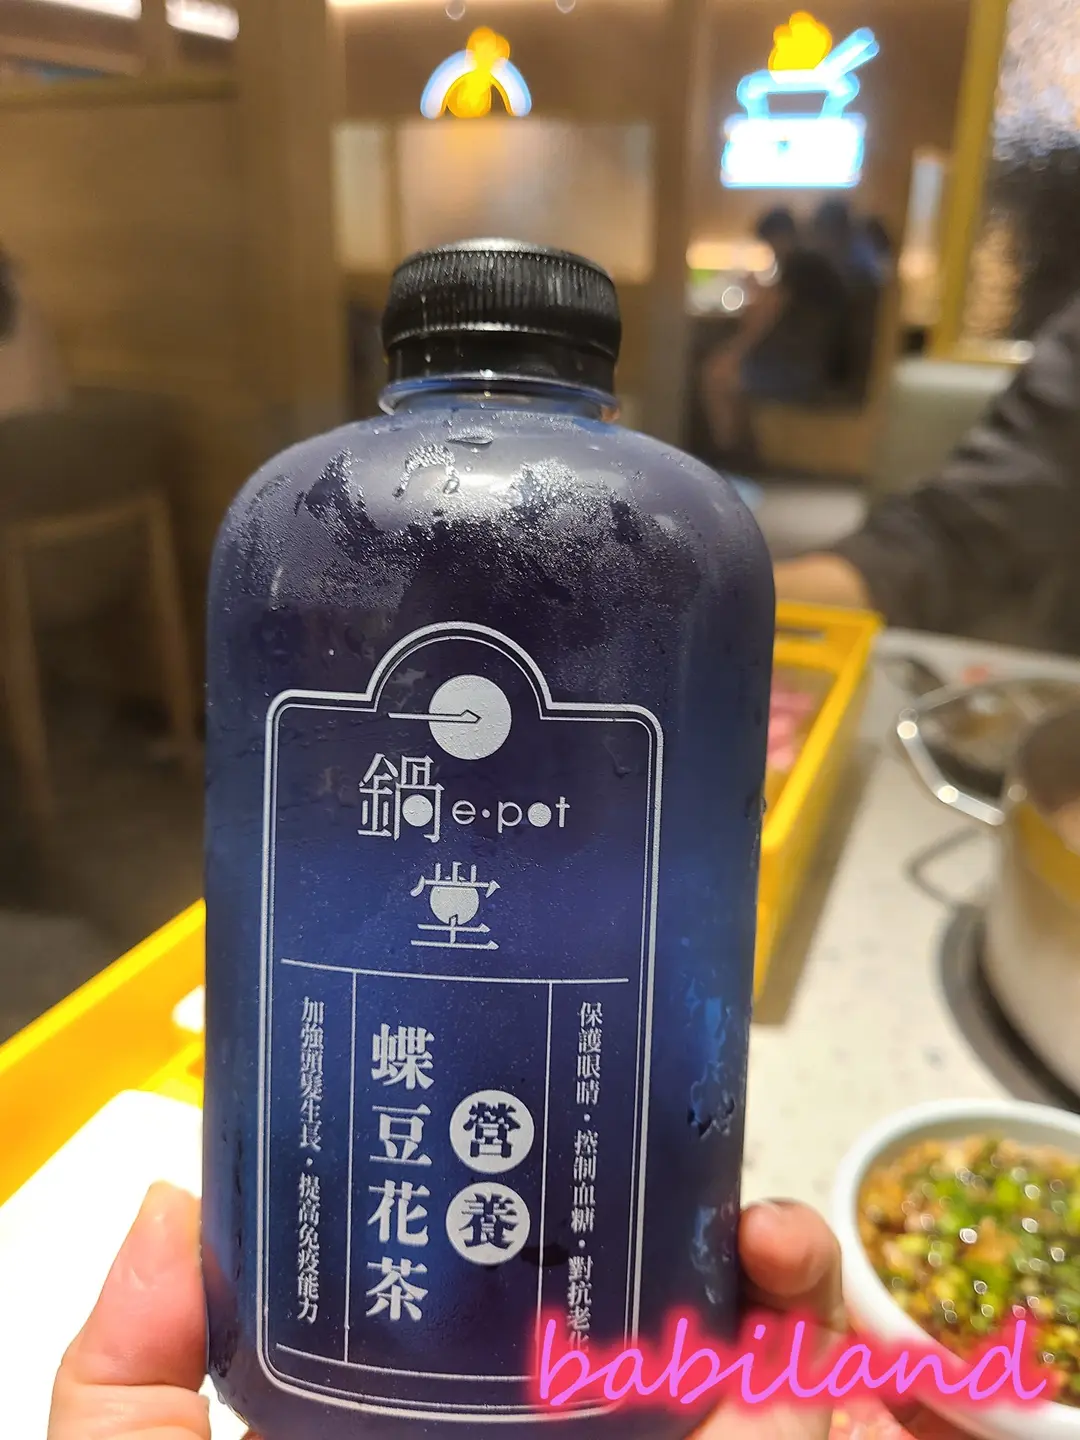 一鍋堂
e·pot
保護眼睛·控制血糖·對抗老化
營養
蝶豆花茶
加強頭髮生長·提高免疫能力
babiland